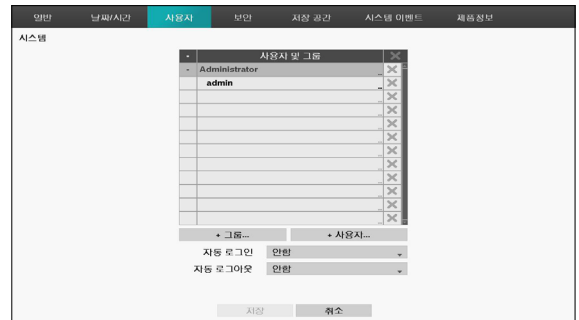 일반 날짜/시간 사용자 보안 저장 공간 시스템 이벤트 제품정보
시스템
- 사용자 및 그룹
- Administrator ...
admin ...
+ 그룹... + 사용자...
자동 로그인 안함
자동 로그아웃 안함
저장 취소